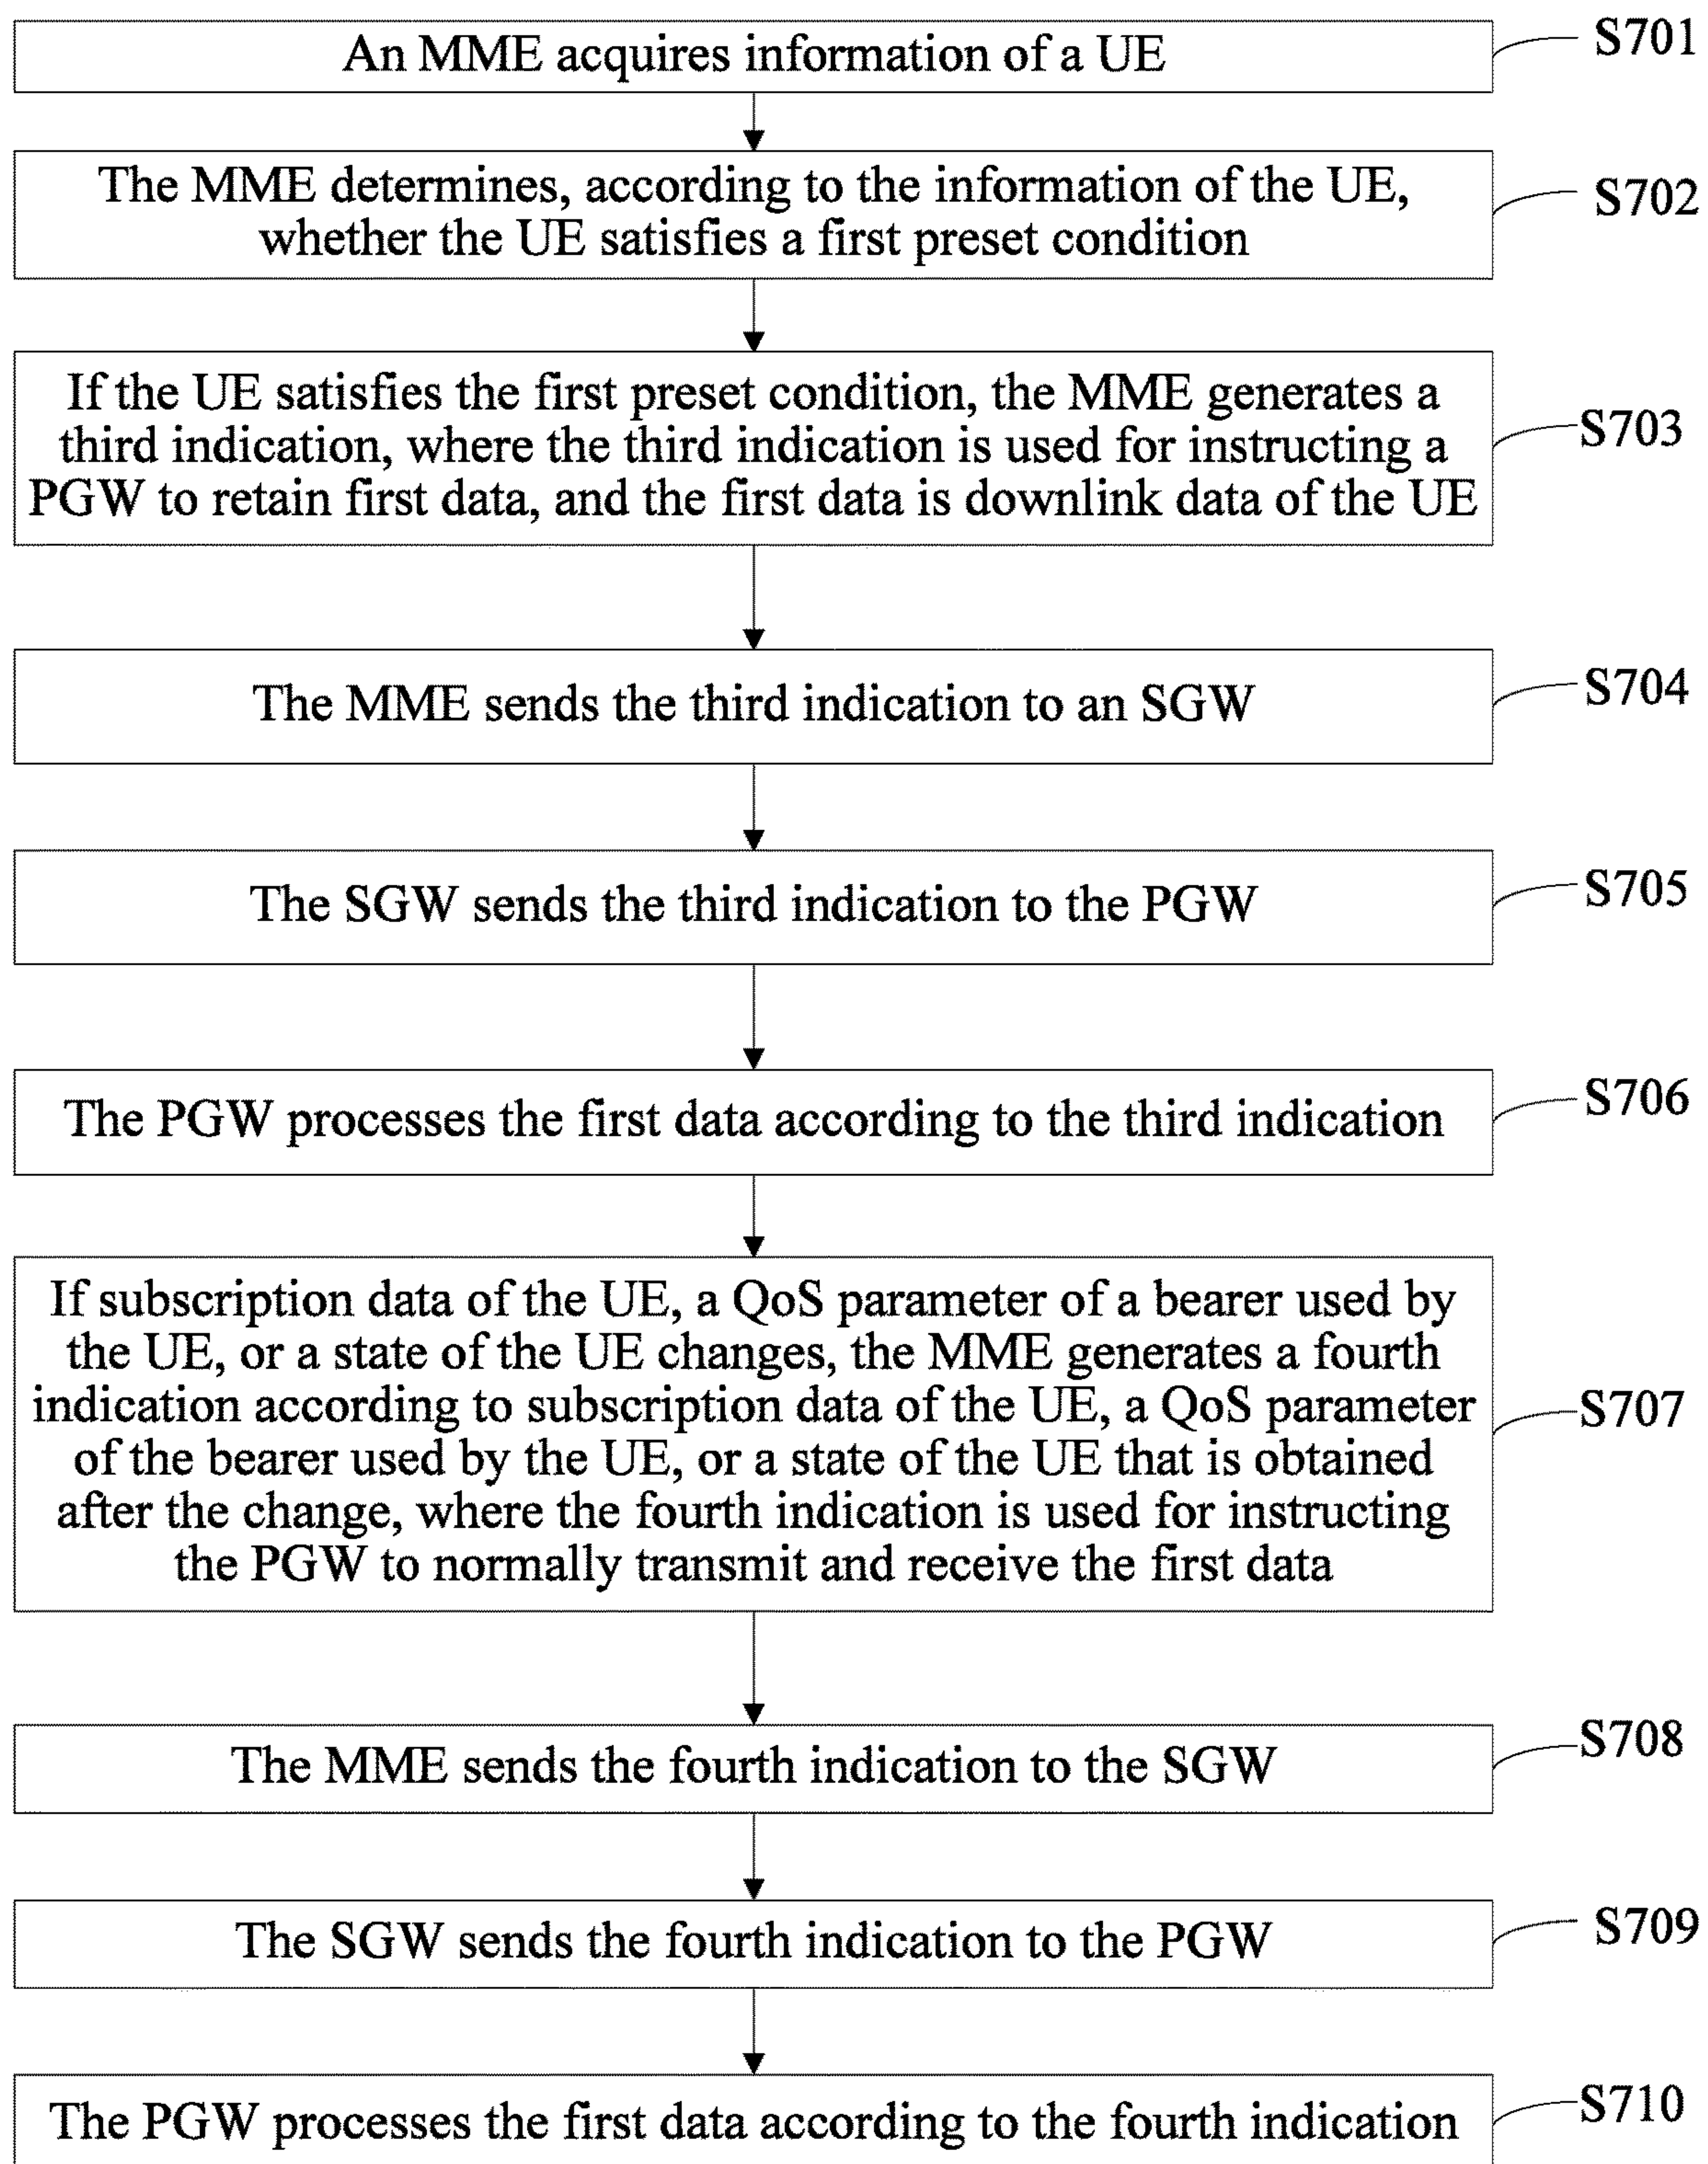 An MME acquires information of a UE
S701
The MME determines, according to the information of the UE,
whether the UE satisfies a first preset condition
S702
If the UE satisfies the first preset condition, the MME generates a
third indication, where the third indication is used for instructing a
PGW to retain first data, and the first data is downlink data of the UE
S703
The MME sends the third indication to an SGW
S704
The SGW sends the third indication to the PGW
S705
The PGW processes the first data according to the third indication
S706
If subscription data of the UE, a QoS parameter of a bearer used by
the UE, or a state of the UE changes, the MME generates a fourth
indication according to subscription data of the UE, a QoS parameter
of the bearer used by the UE, or a state of the UE that is obtained
after the change, where the fourth indication is used for instructing
the PGW to normally transmit and receive the first data
S707
The MME sends the fourth indication to the SGW
S708
The SGW sends the fourth indication to the PGW
S709
The PGW processes the first data according to the fourth indication
S710